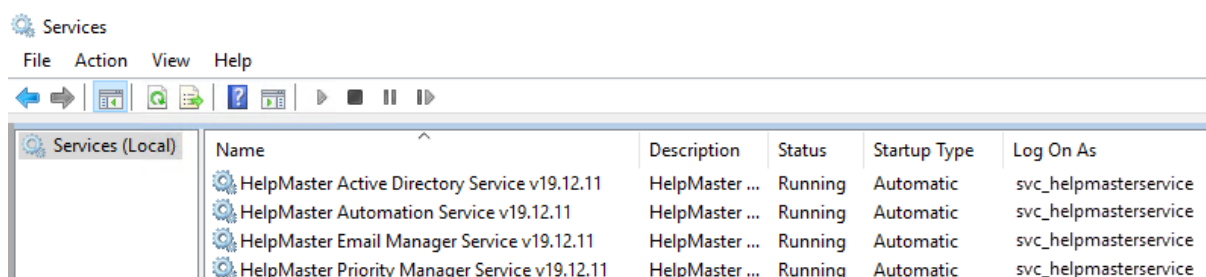 Services
File Action View Help
Services (Local)
Name Description Status Startup Type Log On As
HelpMaster Active Directory Service v19.12.11 HelpMaster ... Running Automatic svc_helpmasterservice
HelpMaster Automation Service v19.12.11 HelpMaster ... Running Automatic svc_helpmasterservice
HelpMaster Email Manager Service v19.12.11 HelpMaster ... Running Automatic svc_helpmasterservice
HelpMaster Priority Manager Service v19.12.11 HelpMaster ... Running Automatic svc_helpmasterservice